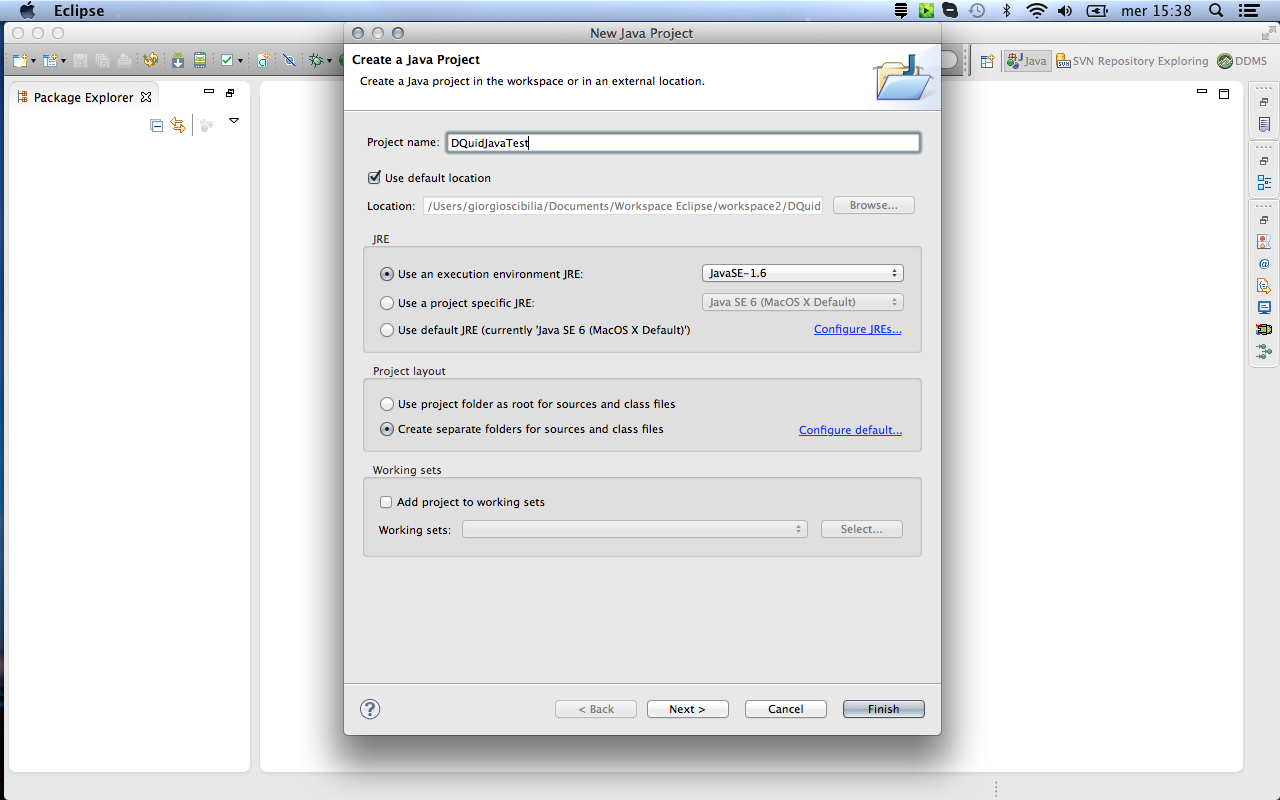 Eclipse
mer 15:38
New Java Project
Create a Java Project
Create a Java project in the workspace or in an external location.
Java
SVN Repository Exploring
DDMS
Package Explorer
Project name: DQuidJavaTest
Use default location
Location: /Users/giorgioscibilia/Documents/Workspace Eclipse/workspace2/DQuid
Browse...
JRE
Use an execution environment JRE: JavaSE-1.6
Use a project specific JRE: Java SE 6 (MacOS X Default)
Use default JRE (currently 'Java SE 6 (MacOS X Default)') Configure JREs...
Project layout
Use project folder as root for sources and class files
Create separate folders for sources and class files Configure default...
Working sets
Add project to working sets
Working sets: Select...
? < Back Next > Cancel Finish